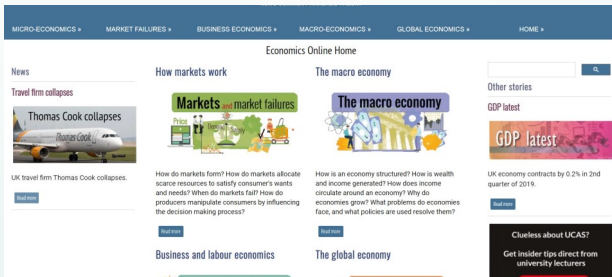 MICRO-ECONOMICS »
MARKET FAILURES »
BUSINESS ECONOMICS »
MACRO-ECONOMICS »
GLOBAL ECONOMICS »
HOME »
Economics Online Home
News
Travel firm collapses
Thomas Cook collapses
Thomas Cook
UK travel firm Thomas Cook collapses.
Read more
How markets work
Markets and market failures
Price
How do markets form? How do markets allocate
scarce resources to satisfy consumer's wants
and needs? When do markets fail? How do
producers manipulate consumers by influencing
the decision making process?
Read more
Business and labour economics
The macro economy
The macro economy
How is an economy structured? How is wealth
and income generated? How does income
circulate around an economy? Why do
economies grow? What problems do economies
face, and what policies are used resolve them?
Read more
The global economy
Other stories
GDP latest
GDP latest
UK economy contracts by 0.2% in 2nd
quarter of 2019.
Read more
Clueless about UCAS?
Get insider tips direct from
university lecturers